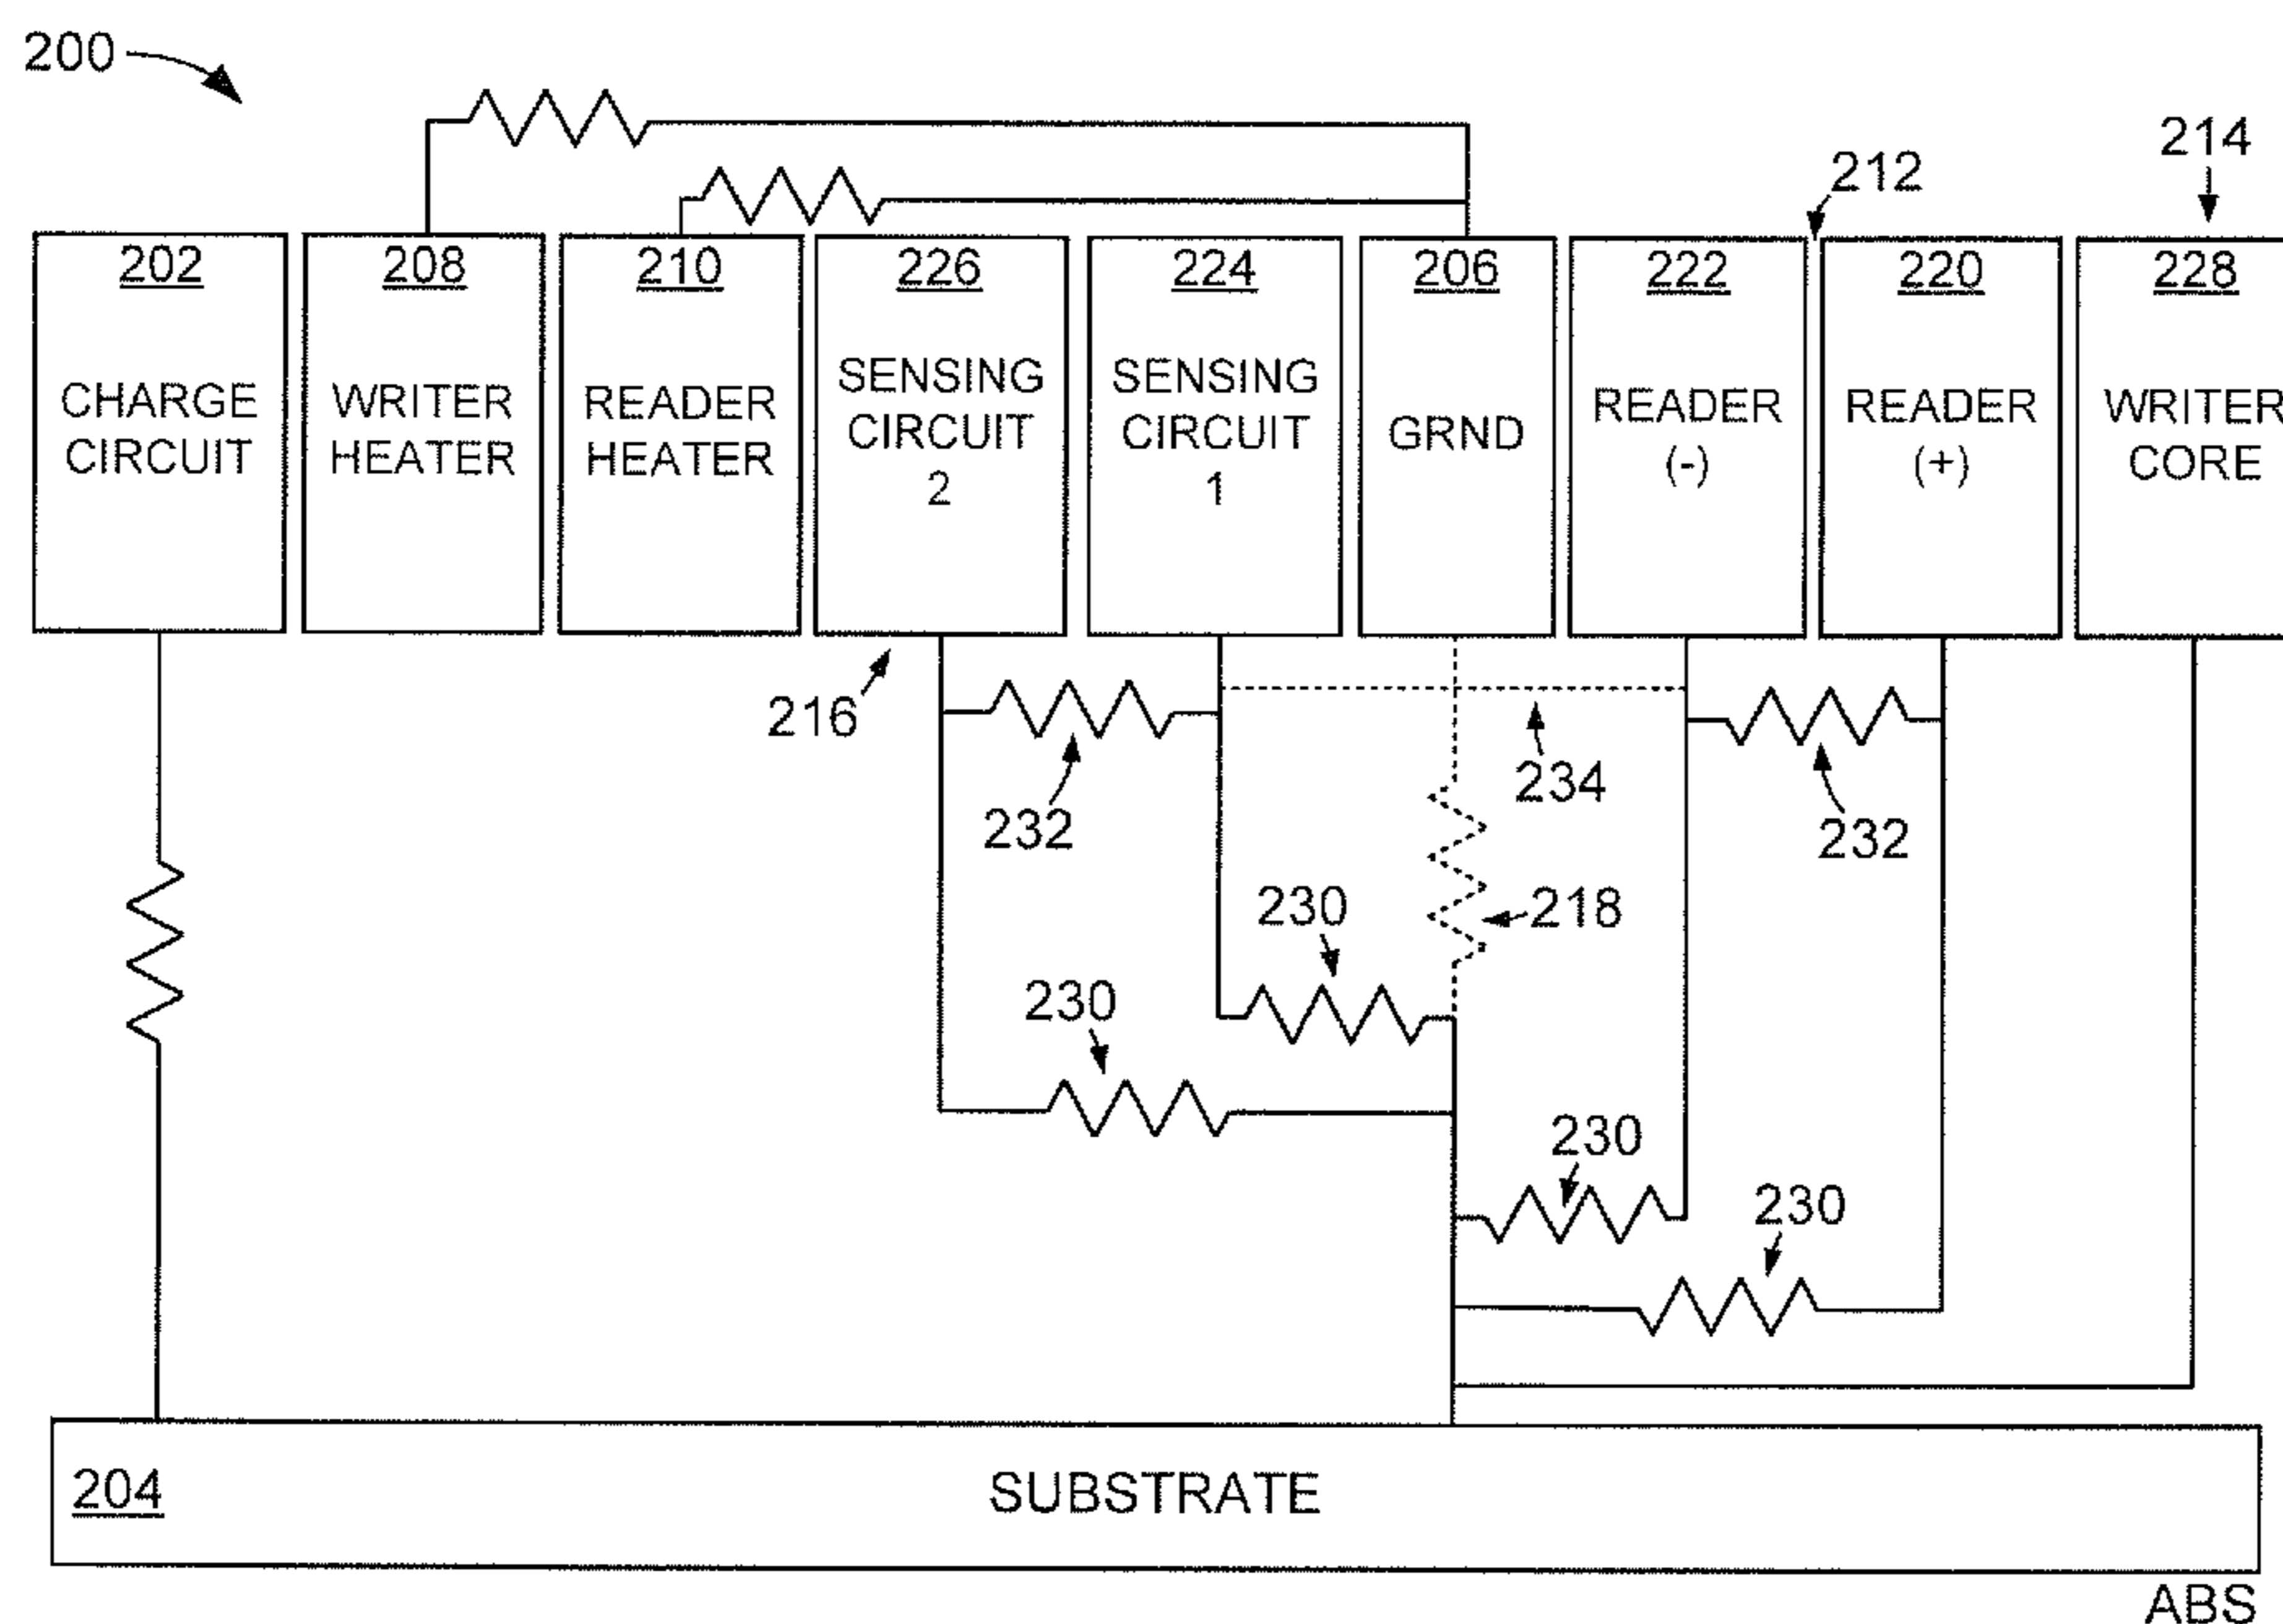 200
214
212
202
208
210
226
224
206
222
220
228
CHARGE
CIRCUIT
WRITER
HEATER
READER
HEATER
SENSING
CIRCUIT
2
SENSING
CIRCUIT
1
GRND
READER
(-)
READER
(+)
WRITER
CORE
216
234
232
232
230
218
230
230
230
204
SUBSTRATE
ABS